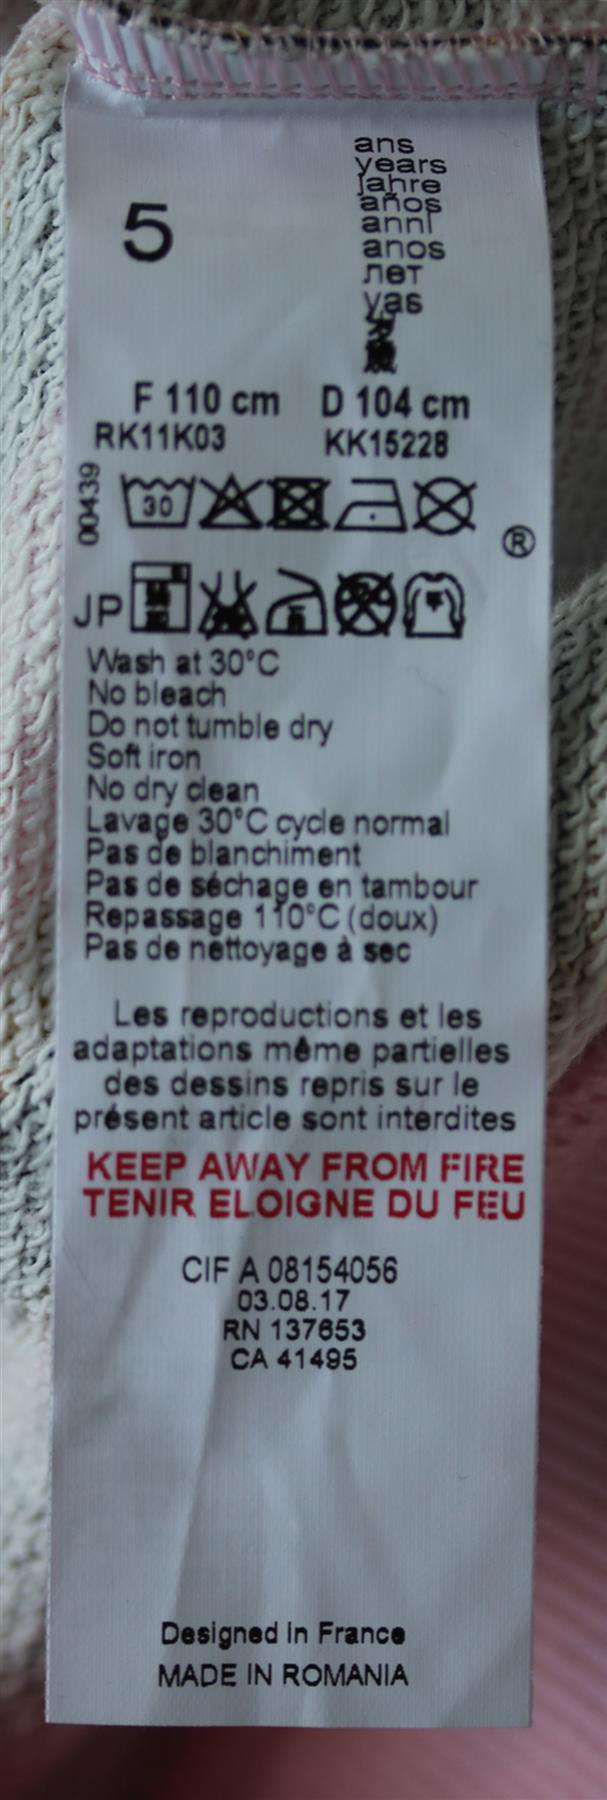 5
ans
years
jahre
años
anni
anos
лет
yas
F 110 cm D 104 cm
RK11K03 KK15228
00439
30
®
JP
Wash at 30°C
No bleach
Do not tumble dry
Soft iron
No dry clean
Lavage 30°C cycle normal
Pas de blanchiment
Pas de séchage en tambour
Repassage 110°C (doux)
Pas de nettoyage à sec
Les reproductions et les
adaptations même partielles
des dessins repris sur le
présent article sont interdites
KEEP AWAY FROM FIRE
TENIR ELOIGNE DU FEU
CIF A 08154056
03.08.17
RN 137653
CA 41495
Designed in France
MADE IN ROMANIA